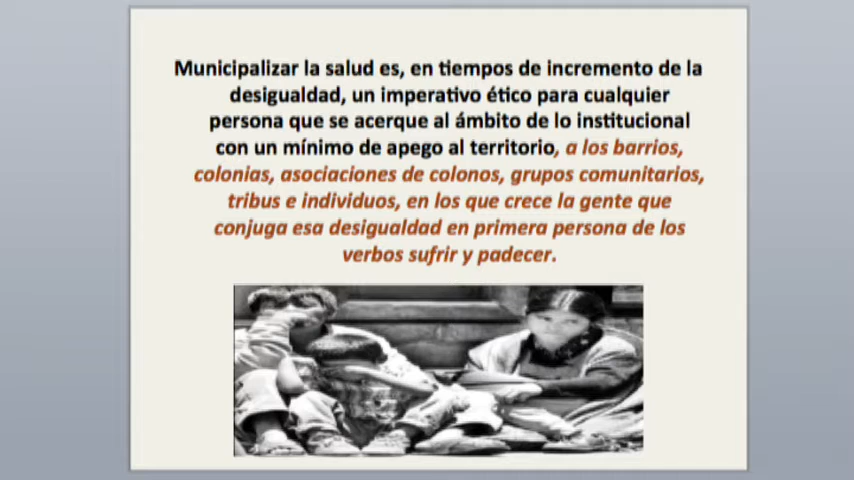 Municipalizar la salud es, en tiempos de incremento de la
desigualdad, un imperativo ético para cualquier
persona que se acerque al ámbito de lo institucional
con un mínimo de apego al territorio, a los barrios,
colonias, asociaciones de colonos, grupos comunitarios,
tribus e individuos, en los que crece la gente que
conjuga esa desigualdad en primera persona de los
verbos sufrir y padecer.